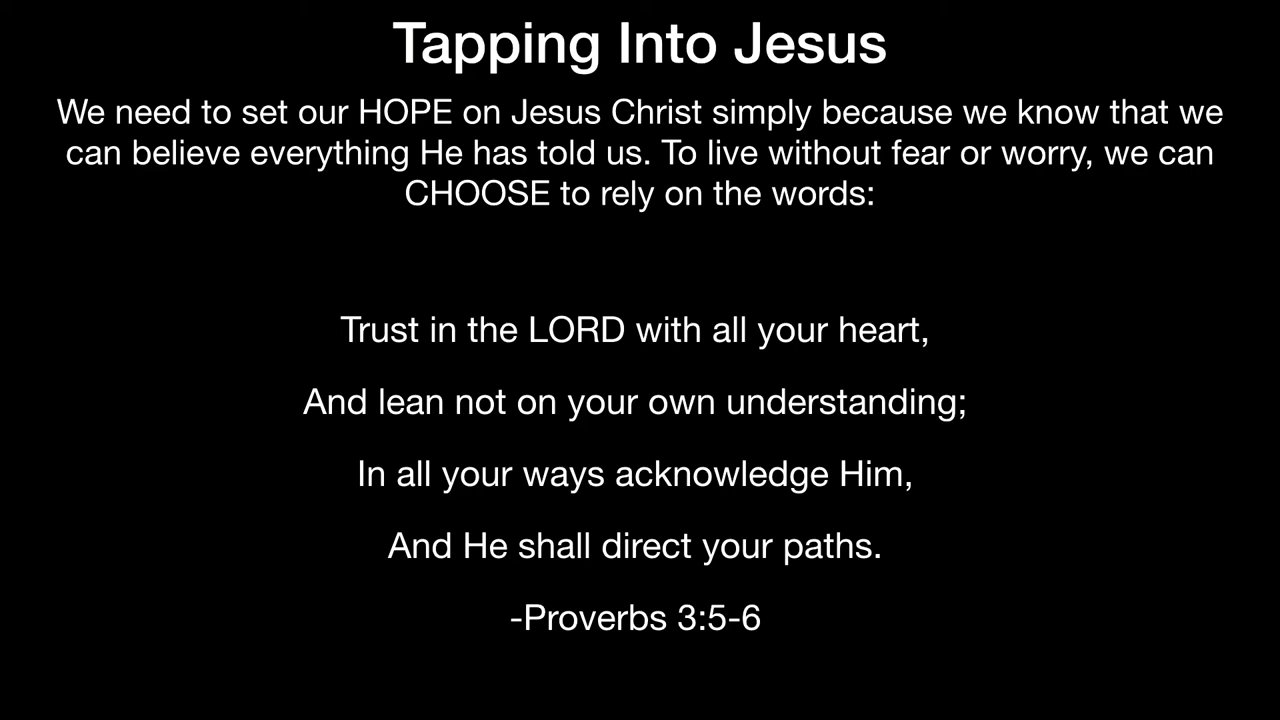 Tapping Into Jesus
We need to set our HOPE on Jesus Christ simply because we know that we
can believe everything He has told us. To live without fear or worry, we can
CHOOSE to rely on the words:
Trust in the LORD with all your heart,
And lean not on your own understanding;
In all your ways acknowledge Him,
And He shall direct your paths.
-Proverbs 3:5-6